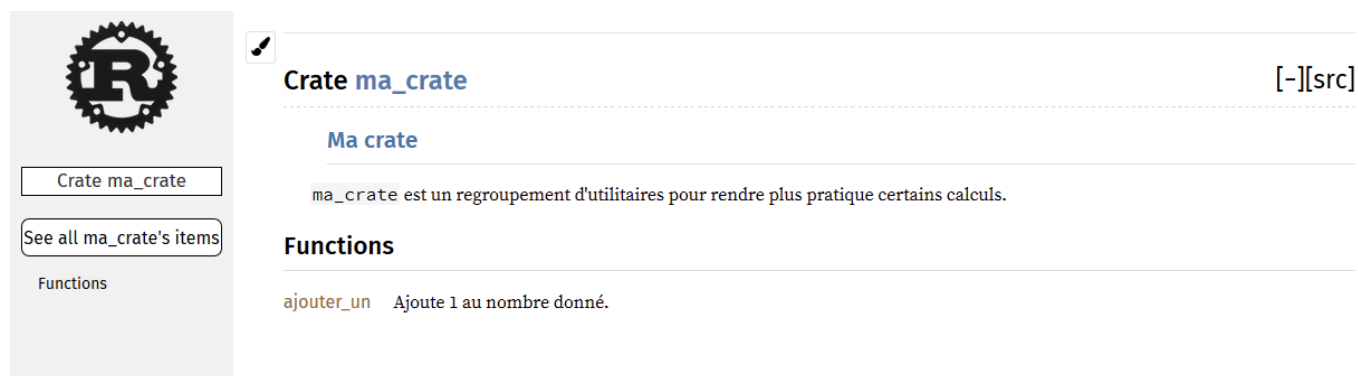 R
Crate ma_crate
See all ma_crate's items
Functions
Crate ma_crate
[-][src]
Ma crate
ma_crate est un regroupement d'utilitaires pour rendre plus pratique certains calculs.
Functions
ajouter_un Ajoute 1 au nombre donné.